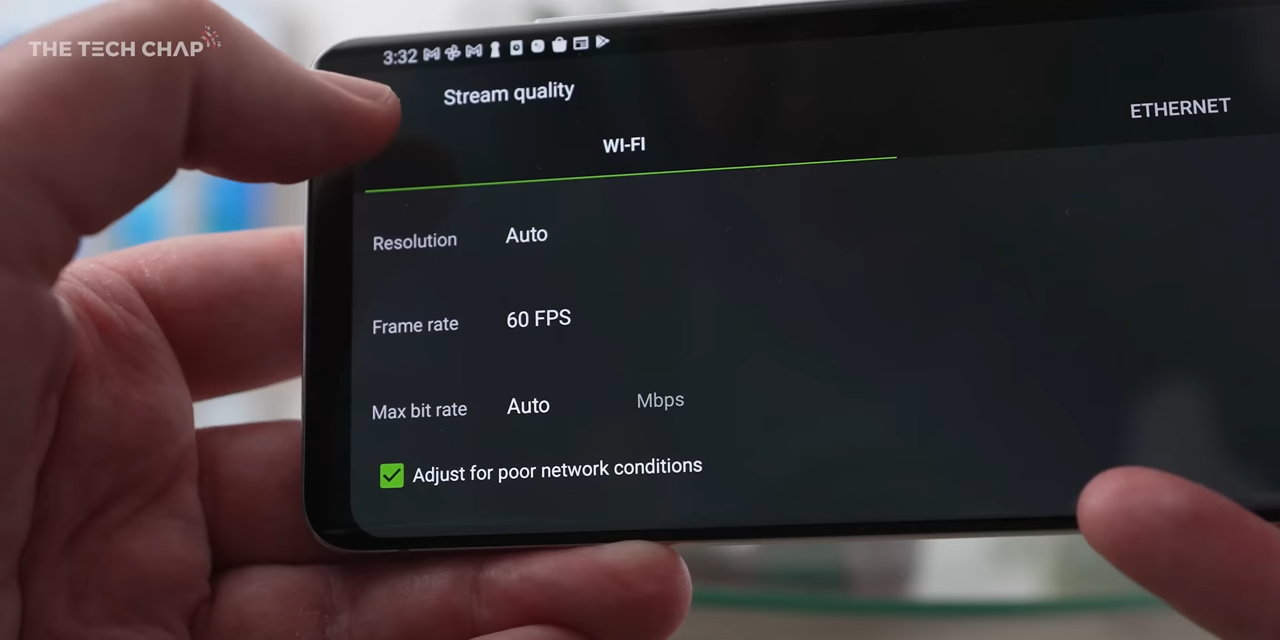 THE TECH CHAP
3:32
Stream quality
WI-FI
ETHERNET
Resolution Auto
Frame rate 60 FPS
Max bit rate Auto Mbps
Adjust for poor network conditions